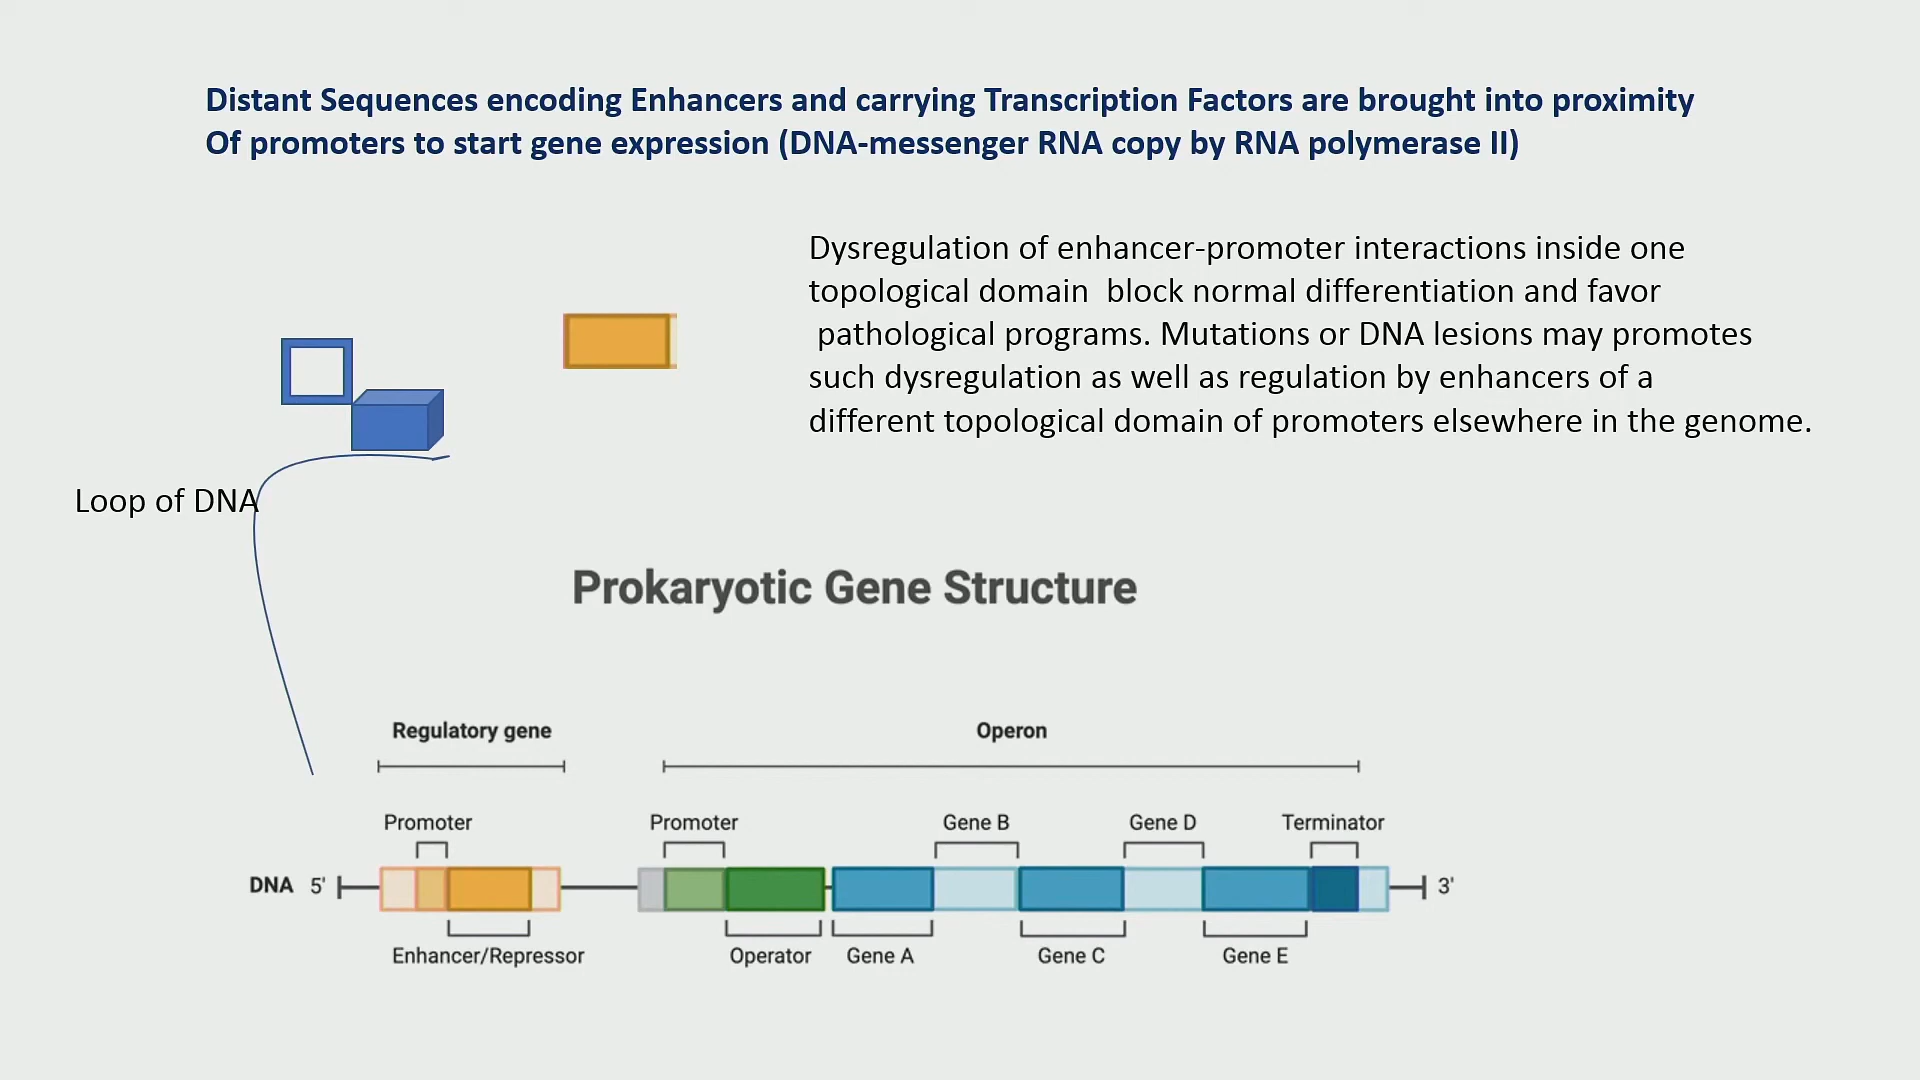 Distant Sequences encoding Enhancers and carrying Transcription Factors are brought into proximity
Of promoters to start gene expression (DNA-messenger RNA copy by RNA polymerase II)
Dysregulation of enhancer-promoter interactions inside one
topological domain block normal differentiation and favor
pathological programs. Mutations or DNA lesions may promotes
such dysregulation as well as regulation by enhancers of a
different topological domain of promoters elsewhere in the genome.
Loop of DNA
Prokaryotic Gene Structure
Regulatory gene
Operon
Promoter
Promoter
Gene B
Gene D
Terminator
DNA 5'
3'
Enhancer/Repressor
Operator
Gene A
Gene C
Gene E